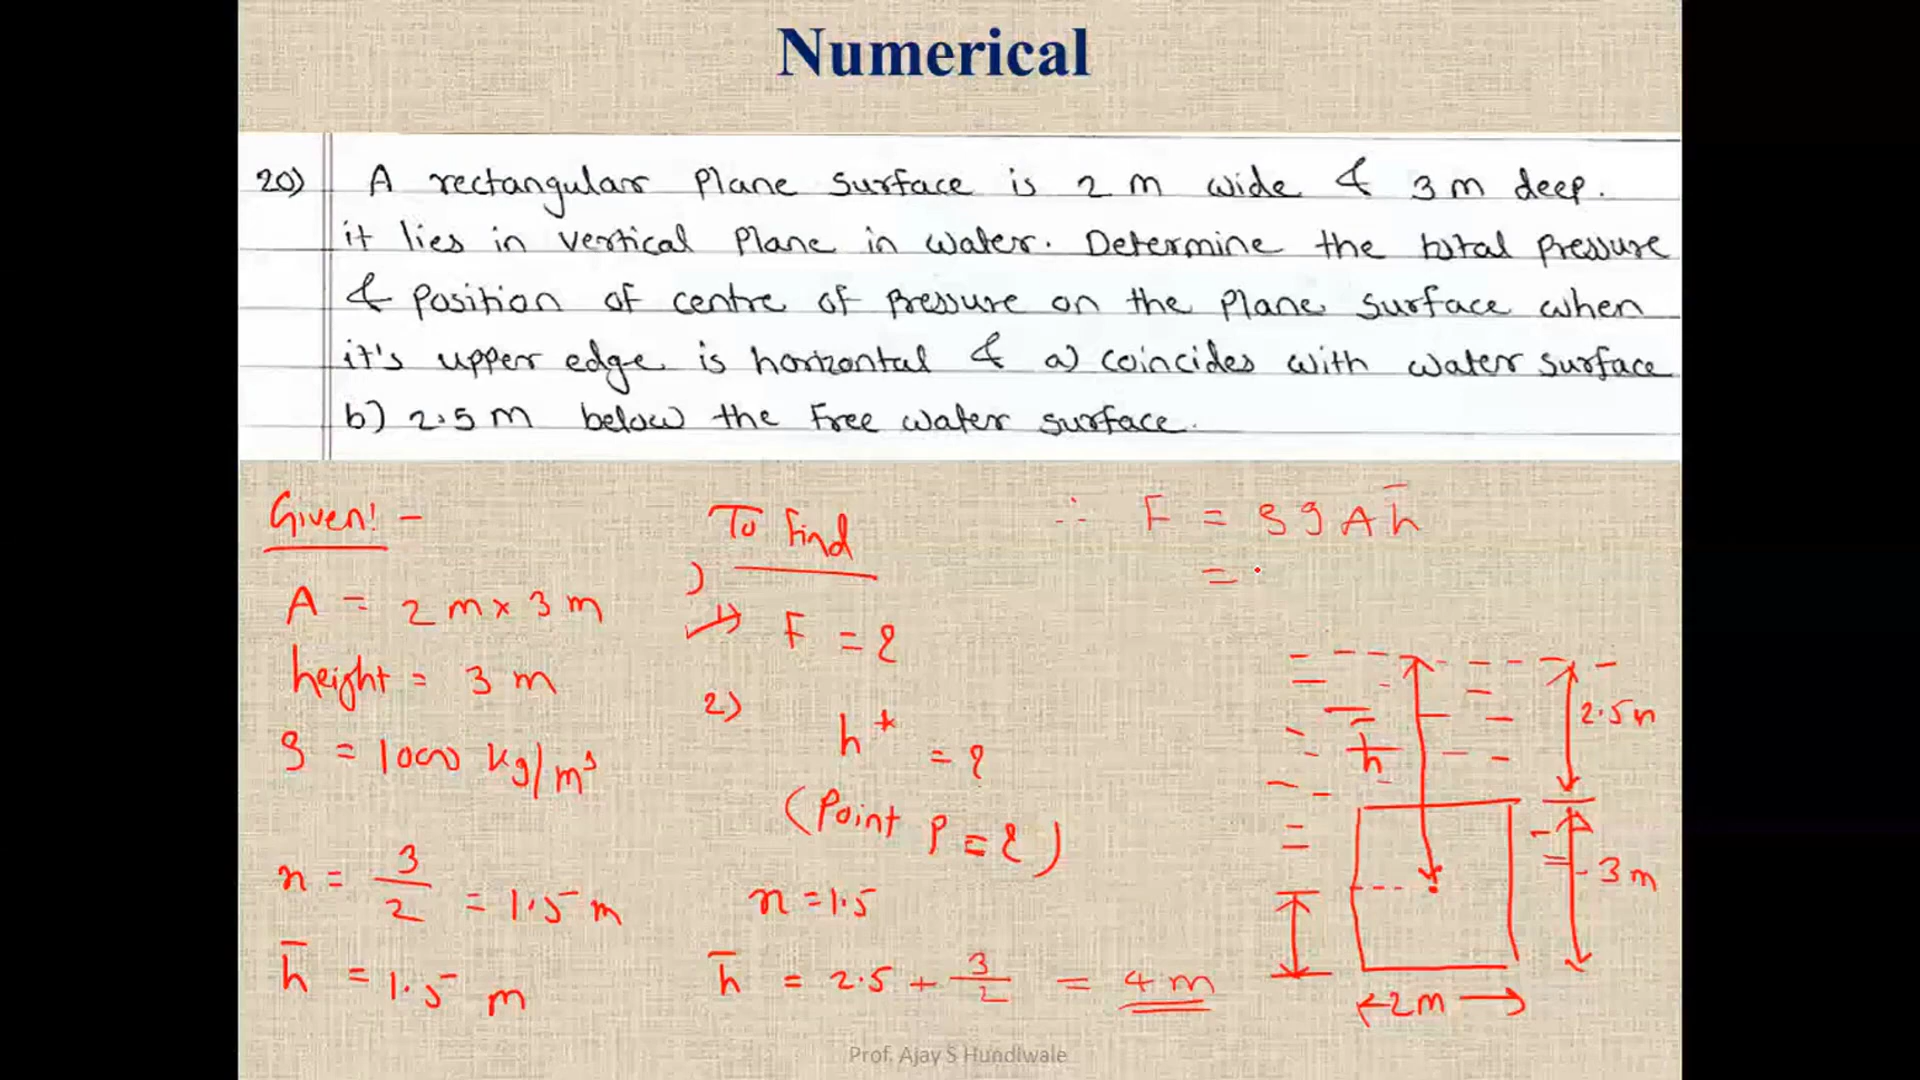 Numerical
20) A rectangular plane surface is 2 m wide & 3 m deep.
it lies in vertical plane in water. Determine the total pressure
& position of centre of pressure on the plane surface when
it's upper edge is horizontal & a) coincides with water surface
b) 2.5 m below the free water surface.
Given! -
A = 2 m x 3 m
height = 3 m
ρ = 1000 kg/m³
x = 3/2 = 1.5 m
h̄ = 1.5 m
To find
1) F = ?
2) h* = ?
(Point P = ?)
x = 1.5
h̄ = 2.5 + 3/2 = 4 m
∴ F = ρ g A h̄
=
2.5 m
h̄
3 m
2 m
Prof. Ajay S Hundiwale